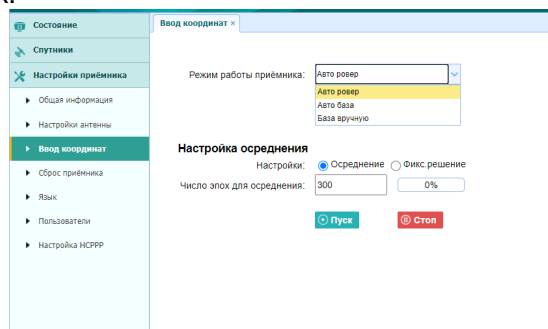 Состояние
Спутники
Настройки приёмника
Общая информация
Настройки антенны
Ввод координат
Сброс приёмника
Язык
Пользователи
Настройка HCPPP
Ввод координат ×
Режим работы приёмника: Авто ровер
Авто ровер
Авто база
База вручную
Настройка осреднения
Настройки: Осреднение Фикс.решение
Число эпох для осреднения: 300 0%
Пуск Стоп